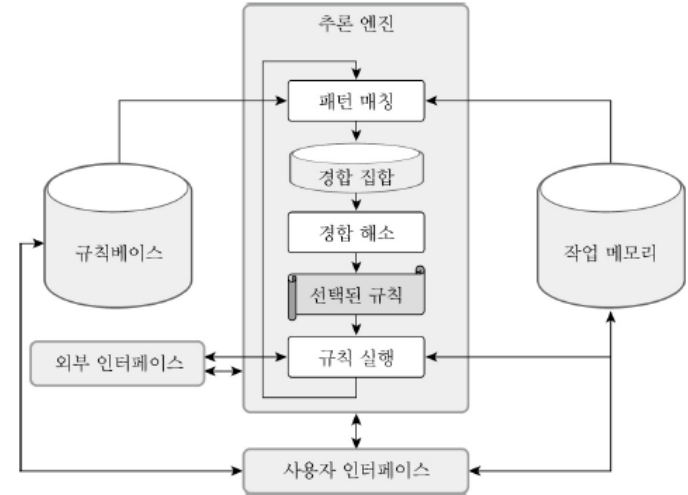 추론 엔진
패턴 매칭
경합 집합
규칙베이스
경합 해소
작업 메모리
선택된 규칙
외부 인터페이스
규칙 실행
사용자 인터페이스